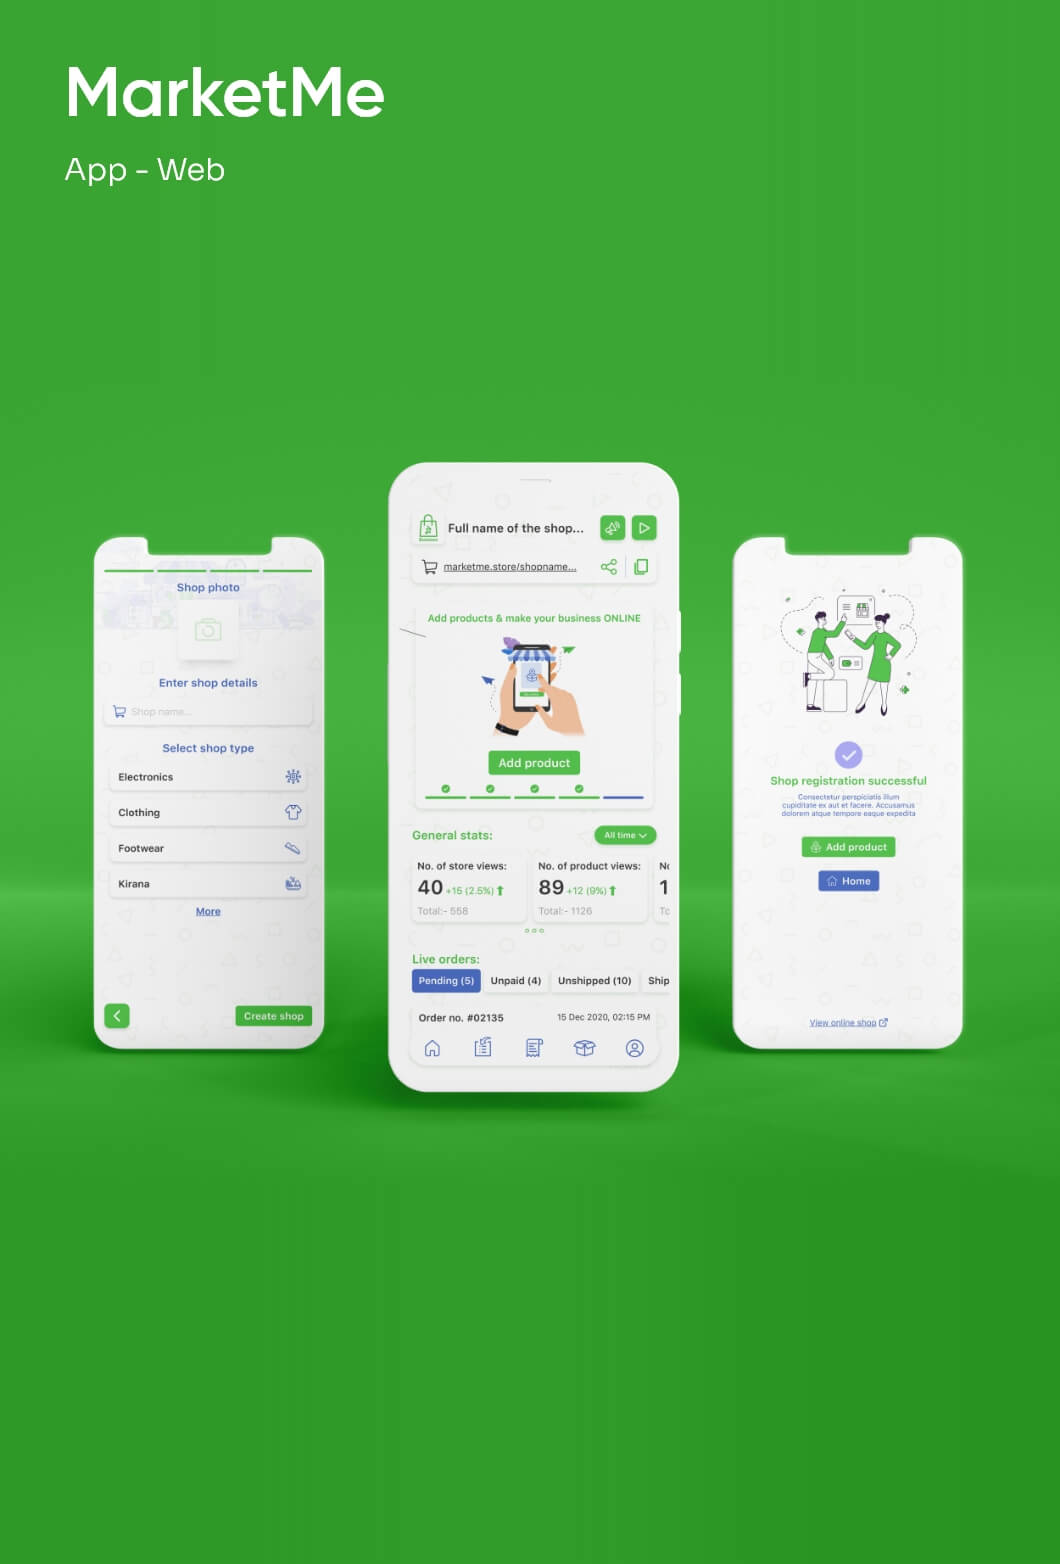 MarketMe
App - Web
Shop photo
Enter shop details
Shop name...
Select shop type
Electronics
Clothing
Footwear
Kirana
More
Create shop
Full name of the shop...
marketme.store/shopname...
Add products & make your business ONLINE
Add product
General stats:
All time
No. of store views:
40 +15 (2.5%)
Total:- 558
No. of product views:
89 +12 (9%)
Total:- 1126
Live orders:
Pending (5)
Unpaid (4)
Unshipped (10)
Ship
Order no. #02135
15 Dec 2020, 02:15 PM
Shop registration successful
Consectetur perspiciatis illum
cupiditate ex aut et facere. Accusamus
dolorem atque tempore eaque expedita
Add product
Home
View online shop